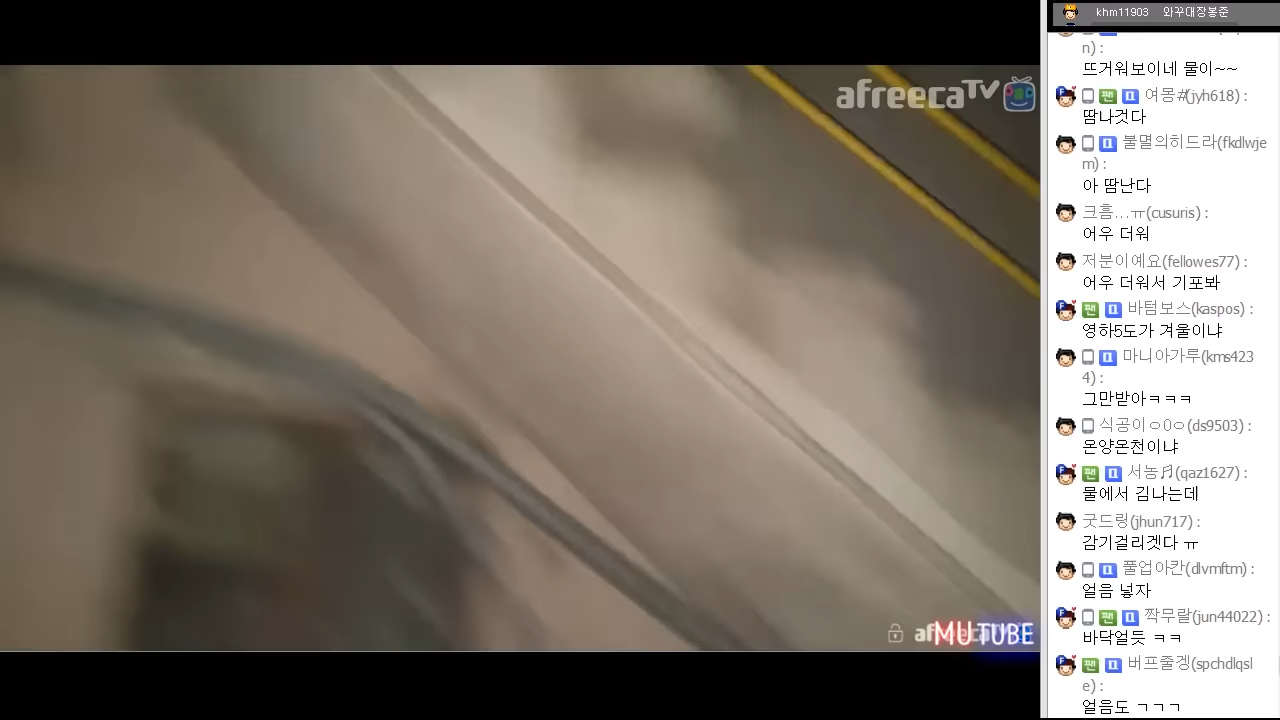 afreecaTV
MUTUBE
khm11903 와꾸대장봉준
n) :
뜨거워보이네 물이~~
F 팬 여몽#(jyh618) :
땀나것다
불멸의히드라(fkdlwje
m) :
아 땀난다
크흠...ㅠ(cusuris) :
어우 더워
저분이예요(fellowes77) :
어우 더워서 기포봐
F 팬 바텀보스(kaspos) :
영하5도가 겨울이냐
마니아가루(kms423
4) :
그만받아ㅋㅋㅋ
식공이ㅇ0ㅇ(ds9503) :
온양온천이냐
F 팬 서농♬(qaz1627) :
물에서 김나는데
굿드링(jhun717) :
감기걸리겟다 ㅠ
풀업아칸(dlvmftm) :
얼음 넣자
F 팬 짝무랄(jun44022) :
바닥얼듯 ㅋㅋ
F 팬 버프줄겡(spchdlqsl
e) :
얼음도 ㄱㄱㄱ